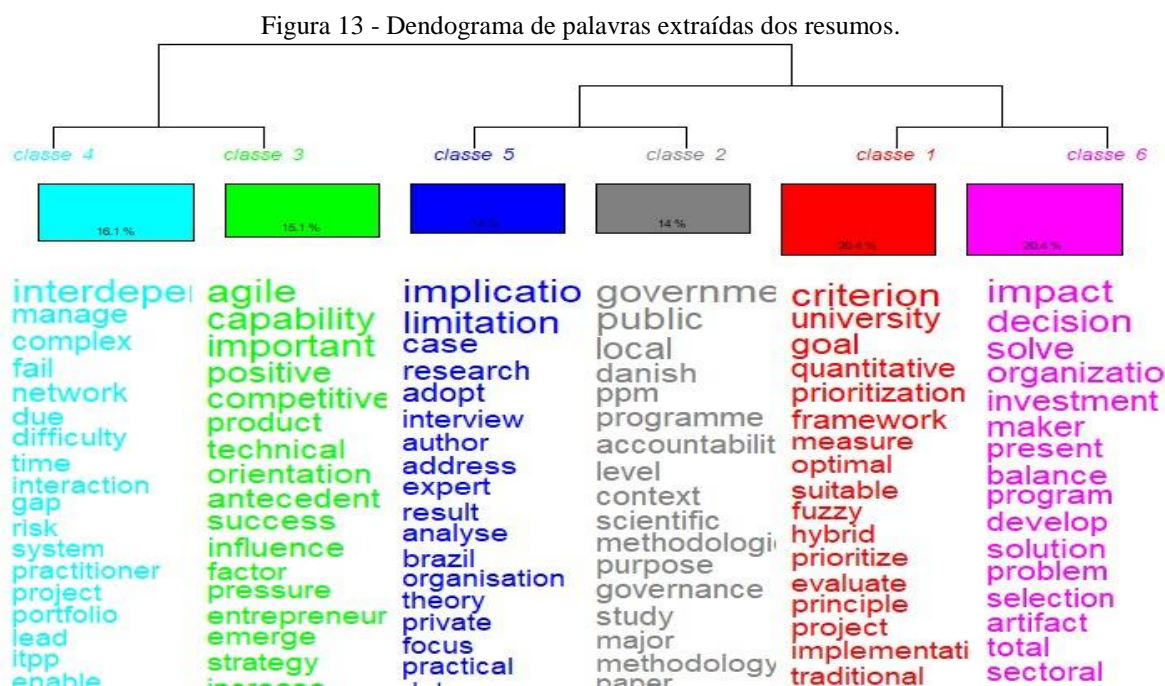 Figura 13 - Dendograma de palavras extraídas dos resumos.
classe 4
classe 3
classe 5
classe 2
classe 1
classe 6
16.1 %
15.1 %
14 %
20.4 %
20.4 %
interdeper
manage
complex
fail
network
due
difficulty
time
interaction
gap
risk
system
practitioner
project
portfolio
lead
itpp
enable
agile
capability
important
positive
competitive
product
technical
orientation
antecedent
success
influence
factor
pressure
entrepreneur
emerge
strategy
increase
implicatio
limitation
case
research
adopt
interview
author
address
expert
result
analyse
brazil
organisation
theory
private
focus
practical
governme
public
local
danish
ppm
programme
accountabilit
level
context
scientific
methodologi
purpose
governance
study
major
methodology
paper
criterion
university
goal
quantitative
prioritization
framework
measure
optimal
suitable
fuzzy
hybrid
prioritize
evaluate
principle
project
implementati
traditional
impact
decision
solve
organizatio
investment
maker
present
balance
program
develop
solution
problem
selection
artifact
total
sectoral